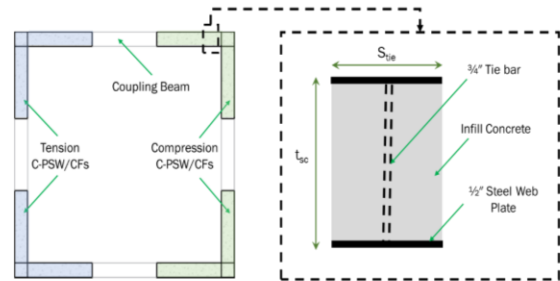 Coupling Beam
Tension
C-PSW/CFs
Compression
C-PSW/CFs
S_tie
t_sc
¾″ Tie bar
Infill Concrete
½″ Steel Web
Plate